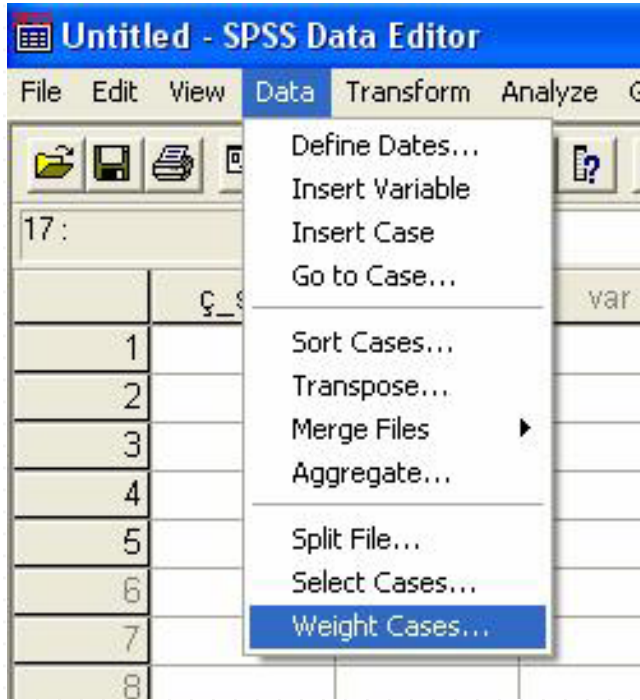 Untitled - SPSS Data Editor
File Edit View Data Transform Analyze
Define Dates...
Insert Variable
Insert Case
Go to Case...
Sort Cases...
Transpose...
Merge Files
Aggregate...
Split File...
Select Cases...
Weight Cases...
17 :
var
1
2
3
4
5
6
7
8